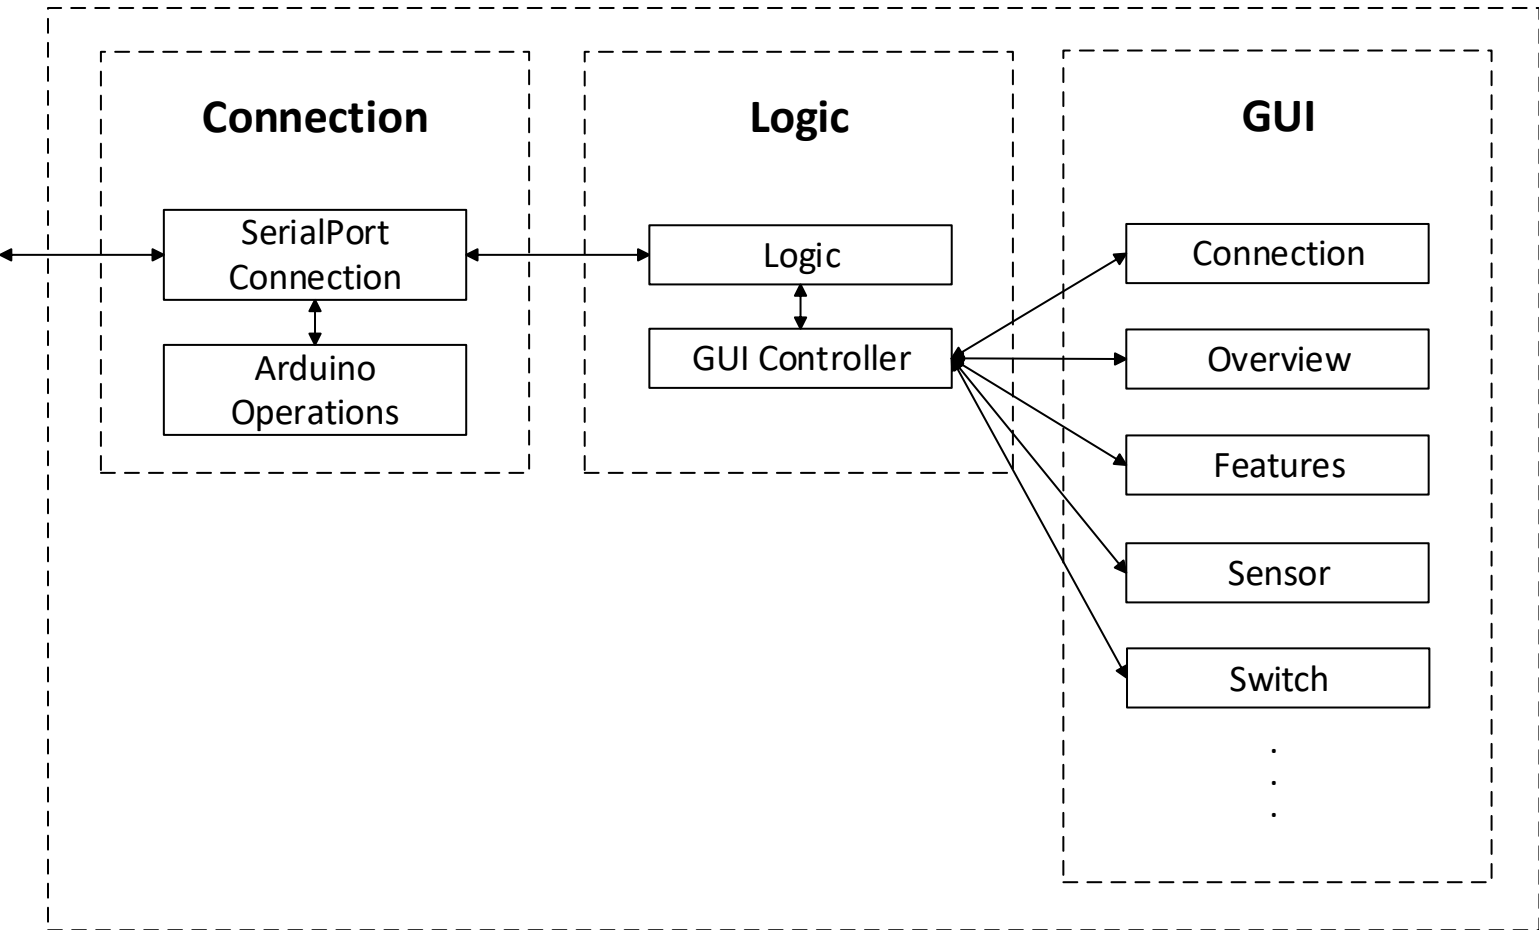 Connection
SerialPort
Connection
Arduino
Operations
Logic
Logic
GUI Controller
GUI
Connection
Overview
Features
Sensor
Switch
.
.
.